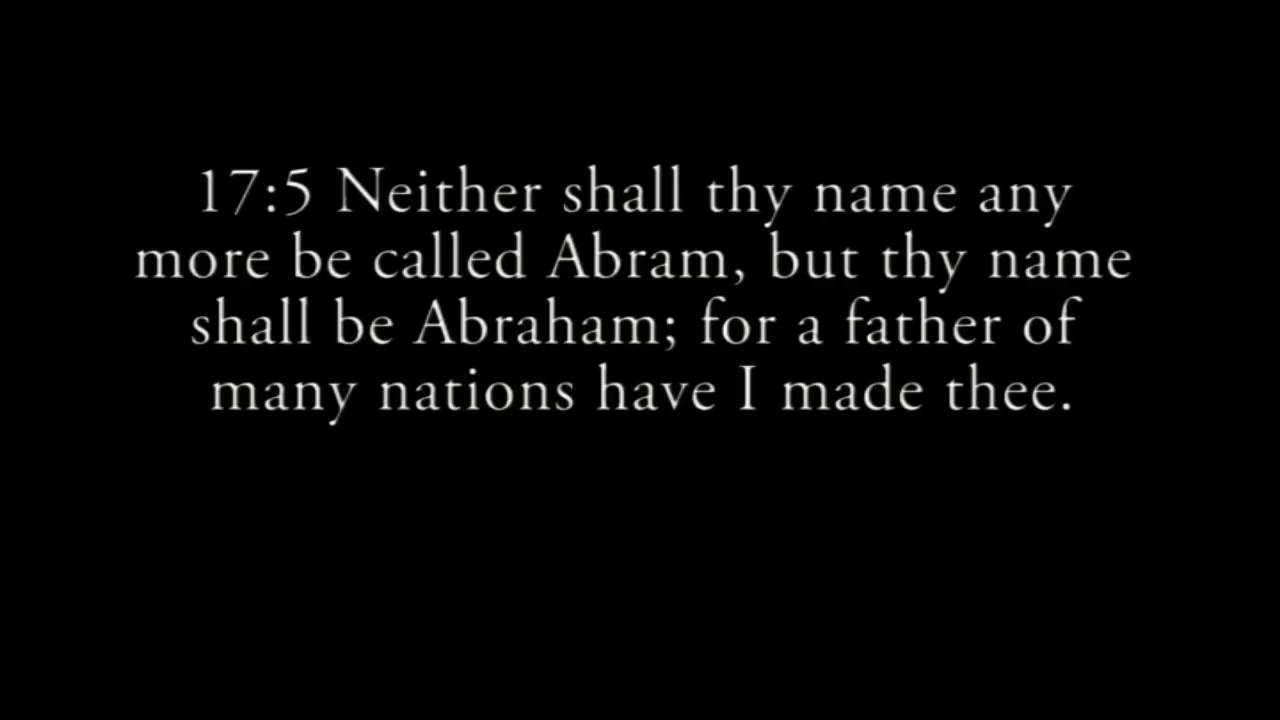 17:5 Neither shall thy name any
more be called Abram, but thy name
shall be Abraham; for a father of
many nations have I made thee.